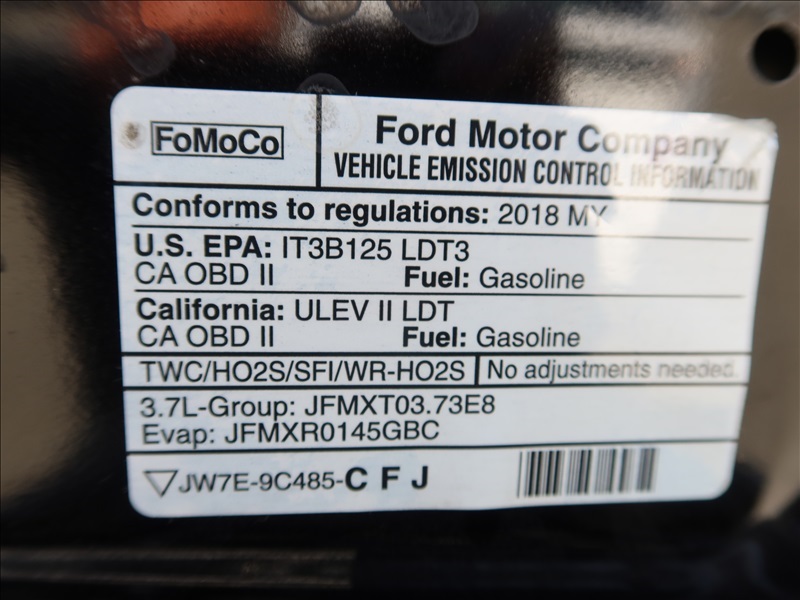 FoMoCo
Ford Motor Company
VEHICLE EMISSION CONTROL INFORMATION
Conforms to regulations: 2018 MY
U.S. EPA: IT3B125 LDT3
CA OBD II Fuel: Gasoline
California: ULEV II LDT
CA OBD II Fuel: Gasoline
TWC/HO2S/SFI/WR-HO2S No adjustments needed.
3.7L-Group: JFMXT03.73E8
Evap: JFMXR0145GBC
JW7E-9C485-C F J